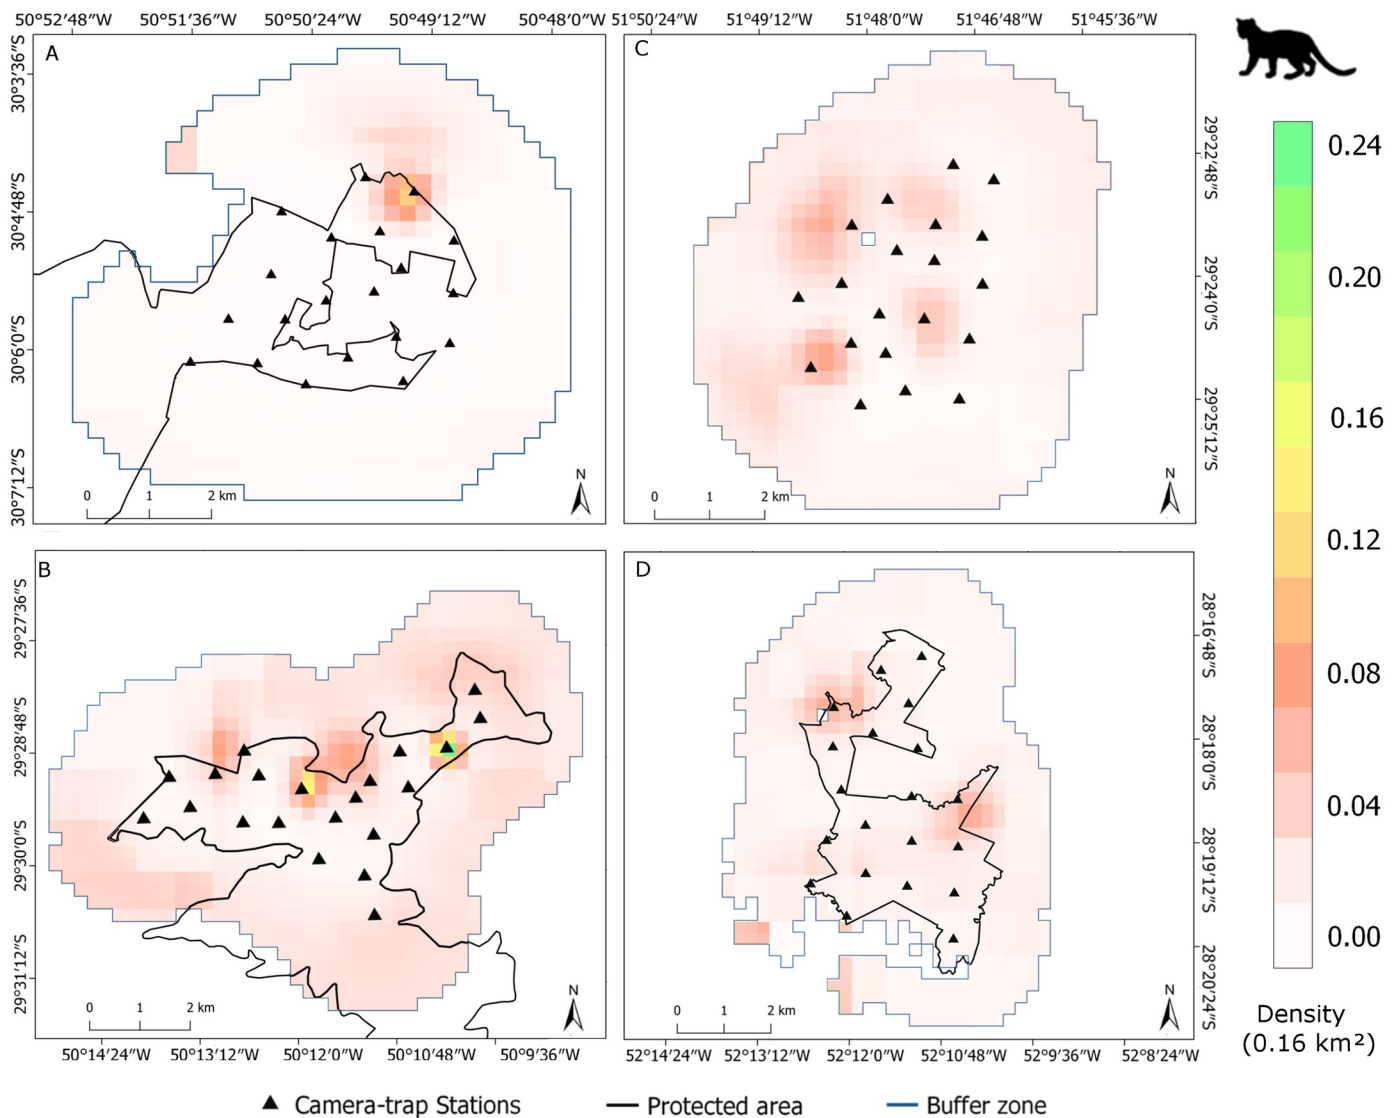 50°52′48″W 50°51′36″W 50°50′24″W 50°49′12″W 50°48′0″W 51°50′24″W 51°49′12″W 51°48′0″W 51°46′48″W 51°45′36″W
A
30°3′36″S
30°4′48″S
30°6′0″S
30°7′12″S
0 1 2 km
N
C
29°22′48″S
29°24′0″S
29°25′12″S
0 1 2 km
N
B
29°27′36″S
29°28′48″S
29°30′0″S
29°31′12″S
0 1 2 km
N
50°14′24″W 50°13′12″W 50°12′0″W 50°10′48″W 50°9′36″W
D
28°16′48″S
28°18′0″S
28°19′12″S
28°20′24″S
0 1 2 km
N
52°14′24″W 52°13′12″W 52°12′0″W 52°10′48″W 52°9′36″W 52°8′24″W
0.24
0.20
0.16
0.12
0.08
0.04
0.00
Density
(0.16 km²)
Camera-trap Stations Protected area Buffer zone